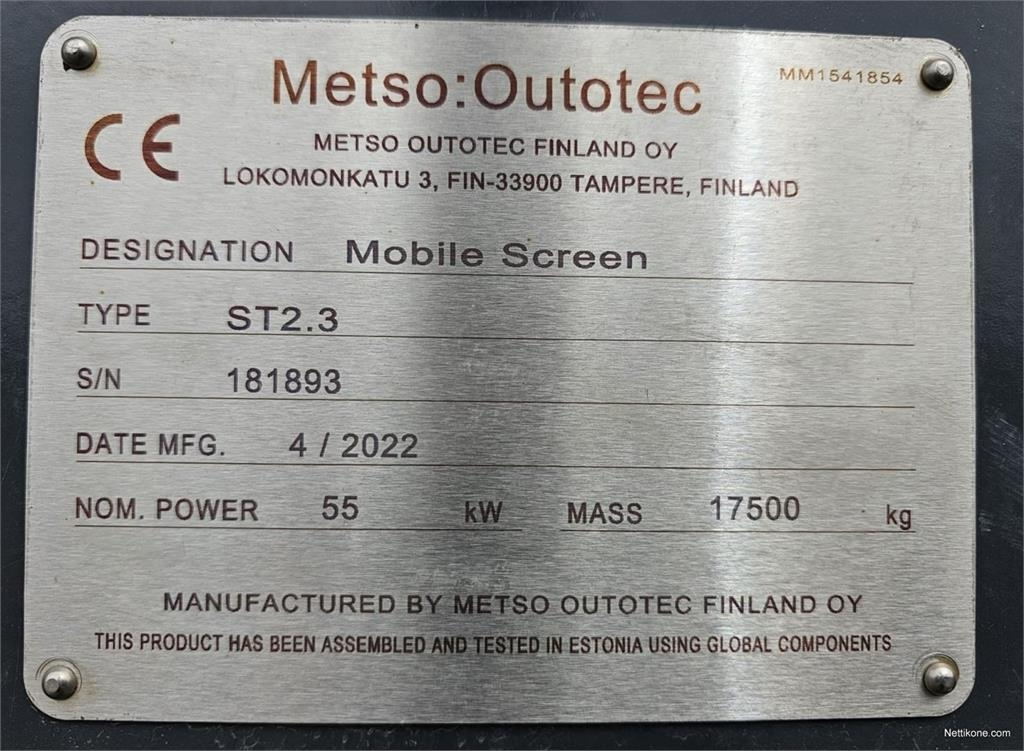 Metso:Outotec
MM1541854
CE
METSO OUTOTEC FINLAND OY
LOKOMONKATU 3, FIN-33900 TAMPERE, FINLAND
DESIGNATION Mobile Screen
TYPE ST2.3
S/N 181893
DATE MFG. 4 / 2022
NOM. POWER 55 kW MASS 17500 kg
MANUFACTURED BY METSO OUTOTEC FINLAND OY
THIS PRODUCT HAS BEEN ASSEMBLED AND TESTED IN ESTONIA USING GLOBAL COMPONENTS
Nettikone.com